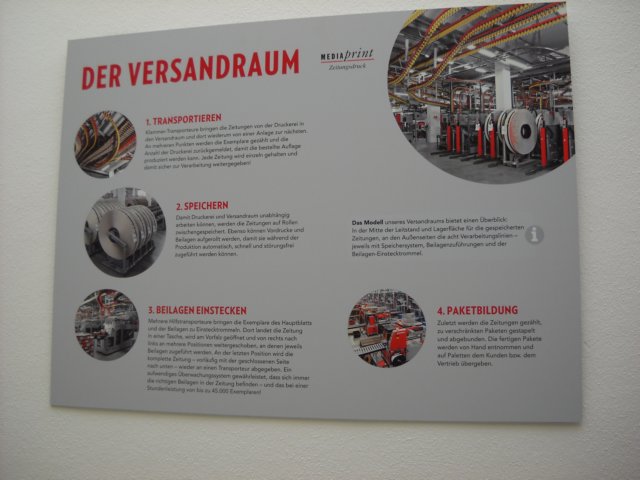 DER VERSANDRAUM
MEDIAprint
Zeitungsdruck
1. TRANSPORTIEREN
Klammer-Transporteure bringen die Zeitungen von der Druckerei in
den Versandraum und dort wiederum von einer Anlage zur nächsten.
An mehreren Punkten werden die Exemplare gezählt und die
Anzahl der Druckerei zurückgemeldet, damit die bestellte Auflage
produziert werden kann. Jede Zeitung wird einzeln gehalten und
damit sicher zur Verarbeitung weitergegeben!
2. SPEICHERN
Damit Druckerei und Versandraum unabhängig
arbeiten können, werden die Zeitungen auf Rollen
zwischengespeichert. Ebenso können Vordrucke und
Beilagen aufgerollt werden, damit sie während der
Produktion automatisch, schnell und störungsfrei
zugeführt werden können.
Das Modell unseres Versandraums bietet einen Überblick:
In der Mitte der Leitstand und Lagerfläche für die gespeicherten
Zeitungen, an den Außenseiten die acht Verarbeitungslinien –
jeweils mit Speichersystem, Beilagenzuführungen und der
Beilagen-Einstecktrommel.
i
3. BEILAGEN EINSTECKEN
Mehrere Hilfstransporteure bringen die Exemplare des Hauptblatts
und der Beilagen zu Einstecktrommeln. Dort landet die Zeitung
in einer Tasche, wird am Vorfalz geöffnet und von rechts nach
links an mehrere Positionen weitergeschoben, an denen jeweils
Beilagen zugeführt werden. An der letzten Position wird die
komplette Zeitung – vorläufig mit der geschlossenen Seite
nach unten – wieder an einen Transporteur abgegeben. Ein
aufwendiges Überwachungssystem gewährleistet, dass sich immer
die richtigen Beilagen in der Zeitung befinden – und das bei einer
Stundenleistung von bis zu 45.000 Exemplaren!
4. PAKETBILDUNG
Zuletzt werden die Zeitungen gezählt,
zu verschränkten Paketen gestapelt
und abgebunden. Die fertigen Pakete
werden von Hand entnommen und
auf Paletten dem Kunden bzw. dem
Vertrieb übergeben.